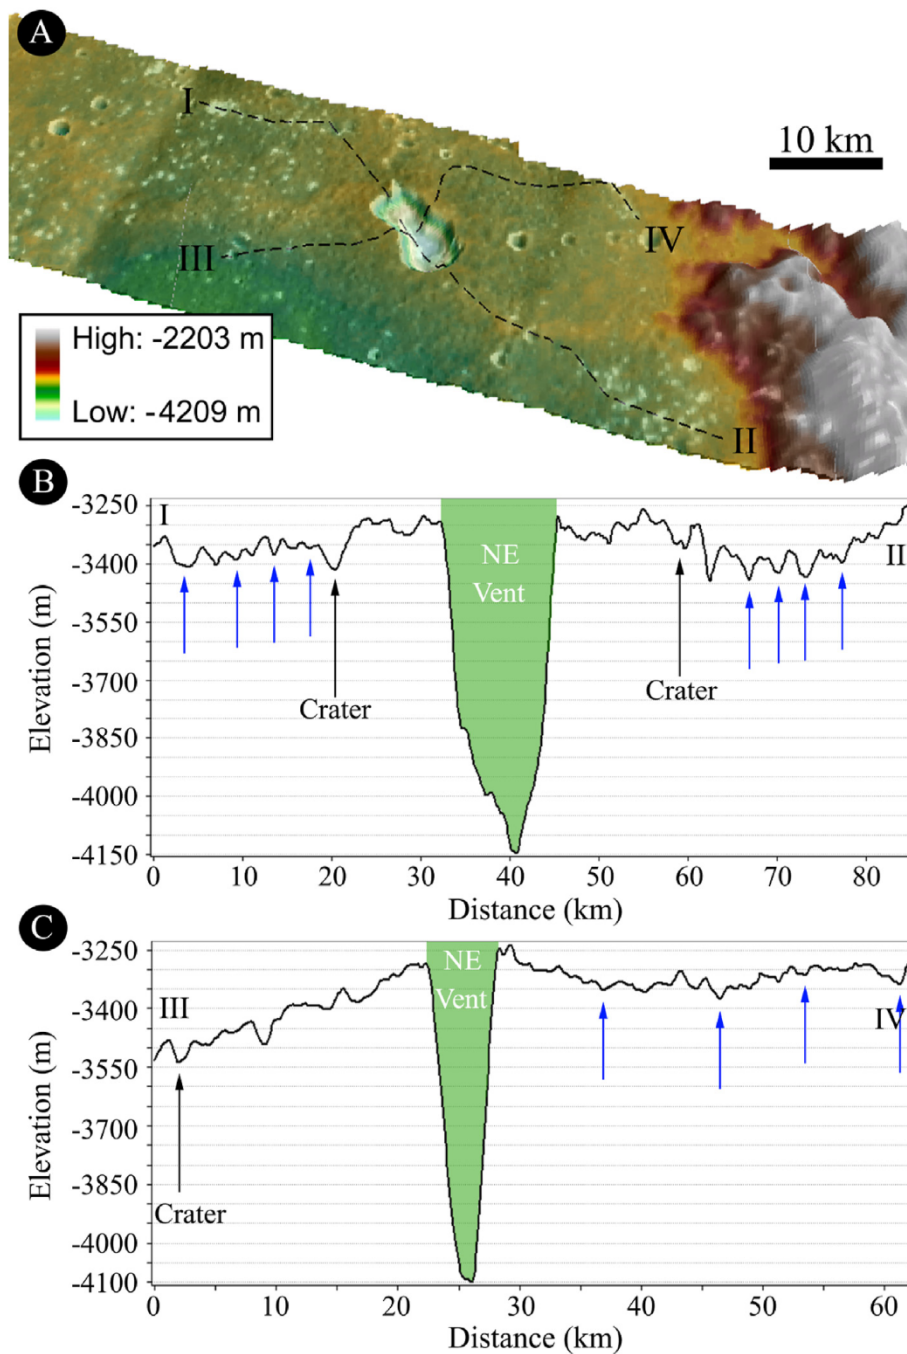 A
I
10 km
III
IV
High: -2203 m
Low: -4209 m
II
B
-3250
I
NE
Vent
II
-3400
-3550
-3700
-3850
-4000
-4150
Elevation (m)
Crater
Crater
0 10 20 30 40 50 60 70 80
Distance (km)
C
-3250
NE
Vent
III
-3400
IV
-3550
-3700
-3850
-4000
-4100
Elevation (m)
Crater
0 10 20 30 40 50 60
Distance (km)